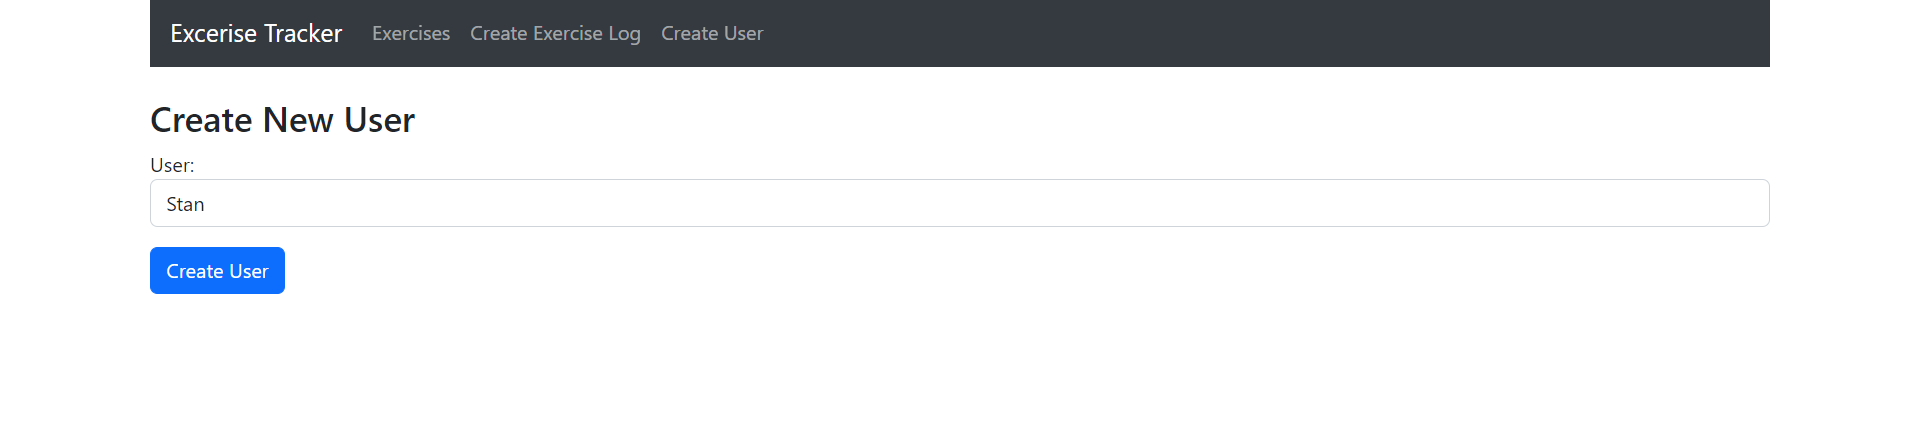 Excerise Tracker Exercises Create Exercise Log Create User
Create New User
User:
Stan
Create User